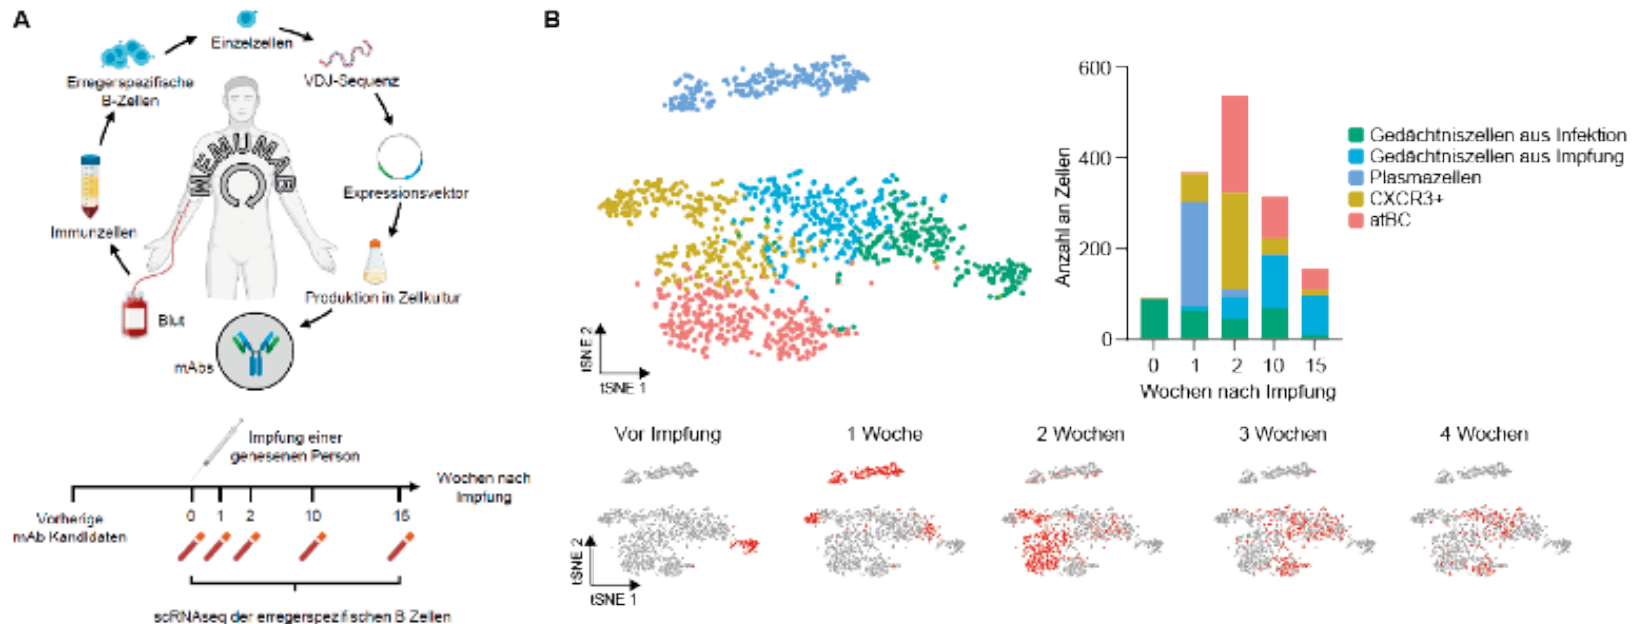 A
Einzelzellen
Erregerspezifische
B-Zellen
VDJ-Sequenz
MEMUMAB
Expressionsvektor
Immunzellen
Produktion in Zellkultur
Blut
mAbs
Impfung einer
genesenen Person
Wochen nach
Impfung
Vorherige
mAb Kandidaten
0 1 2 10 15
scRNAseq der erregerspezifischen B Zellen
B
tSNE 2
tSNE 1
600
400
200
0
Anzahl an Zellen
0 1 2 10 15
Wochen nach Impfung
Gedächtniszellen aus Infektion
Gedächtniszellen aus Impfung
Plasmazellen
CXCR3+
atBC
Vor Impfung
1 Woche
2 Wochen
3 Wochen
4 Wochen
tSNE 2
tSNE 1